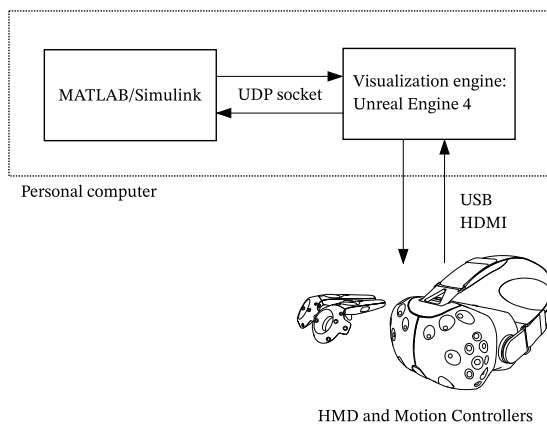 MATLAB/Simulink
UDP socket
Visualization engine:
Unreal Engine 4
Personal computer
USB
HDMI
HMD and Motion Controllers